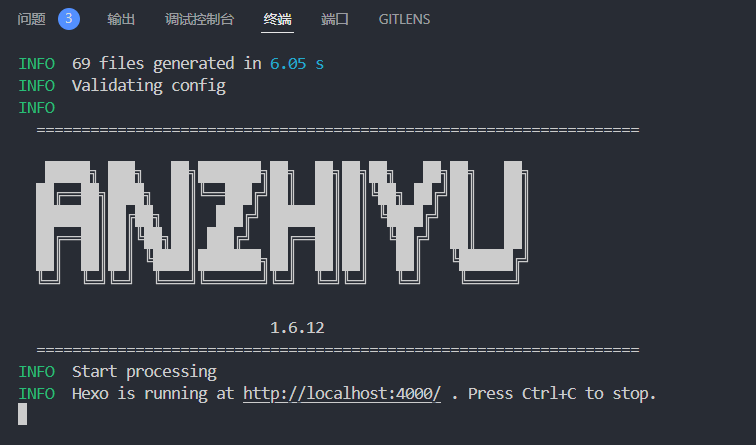 问题 3 输出 调试控制台 终端 端口 GITLENS
INFO 69 files generated in 6.05 s
INFO Validating config
INFO
===================================================================
ANZHIYU
1.6.12
===================================================================
INFO Start processing
INFO Hexo is running at http://localhost:4000/ . Press Ctrl+C to stop.